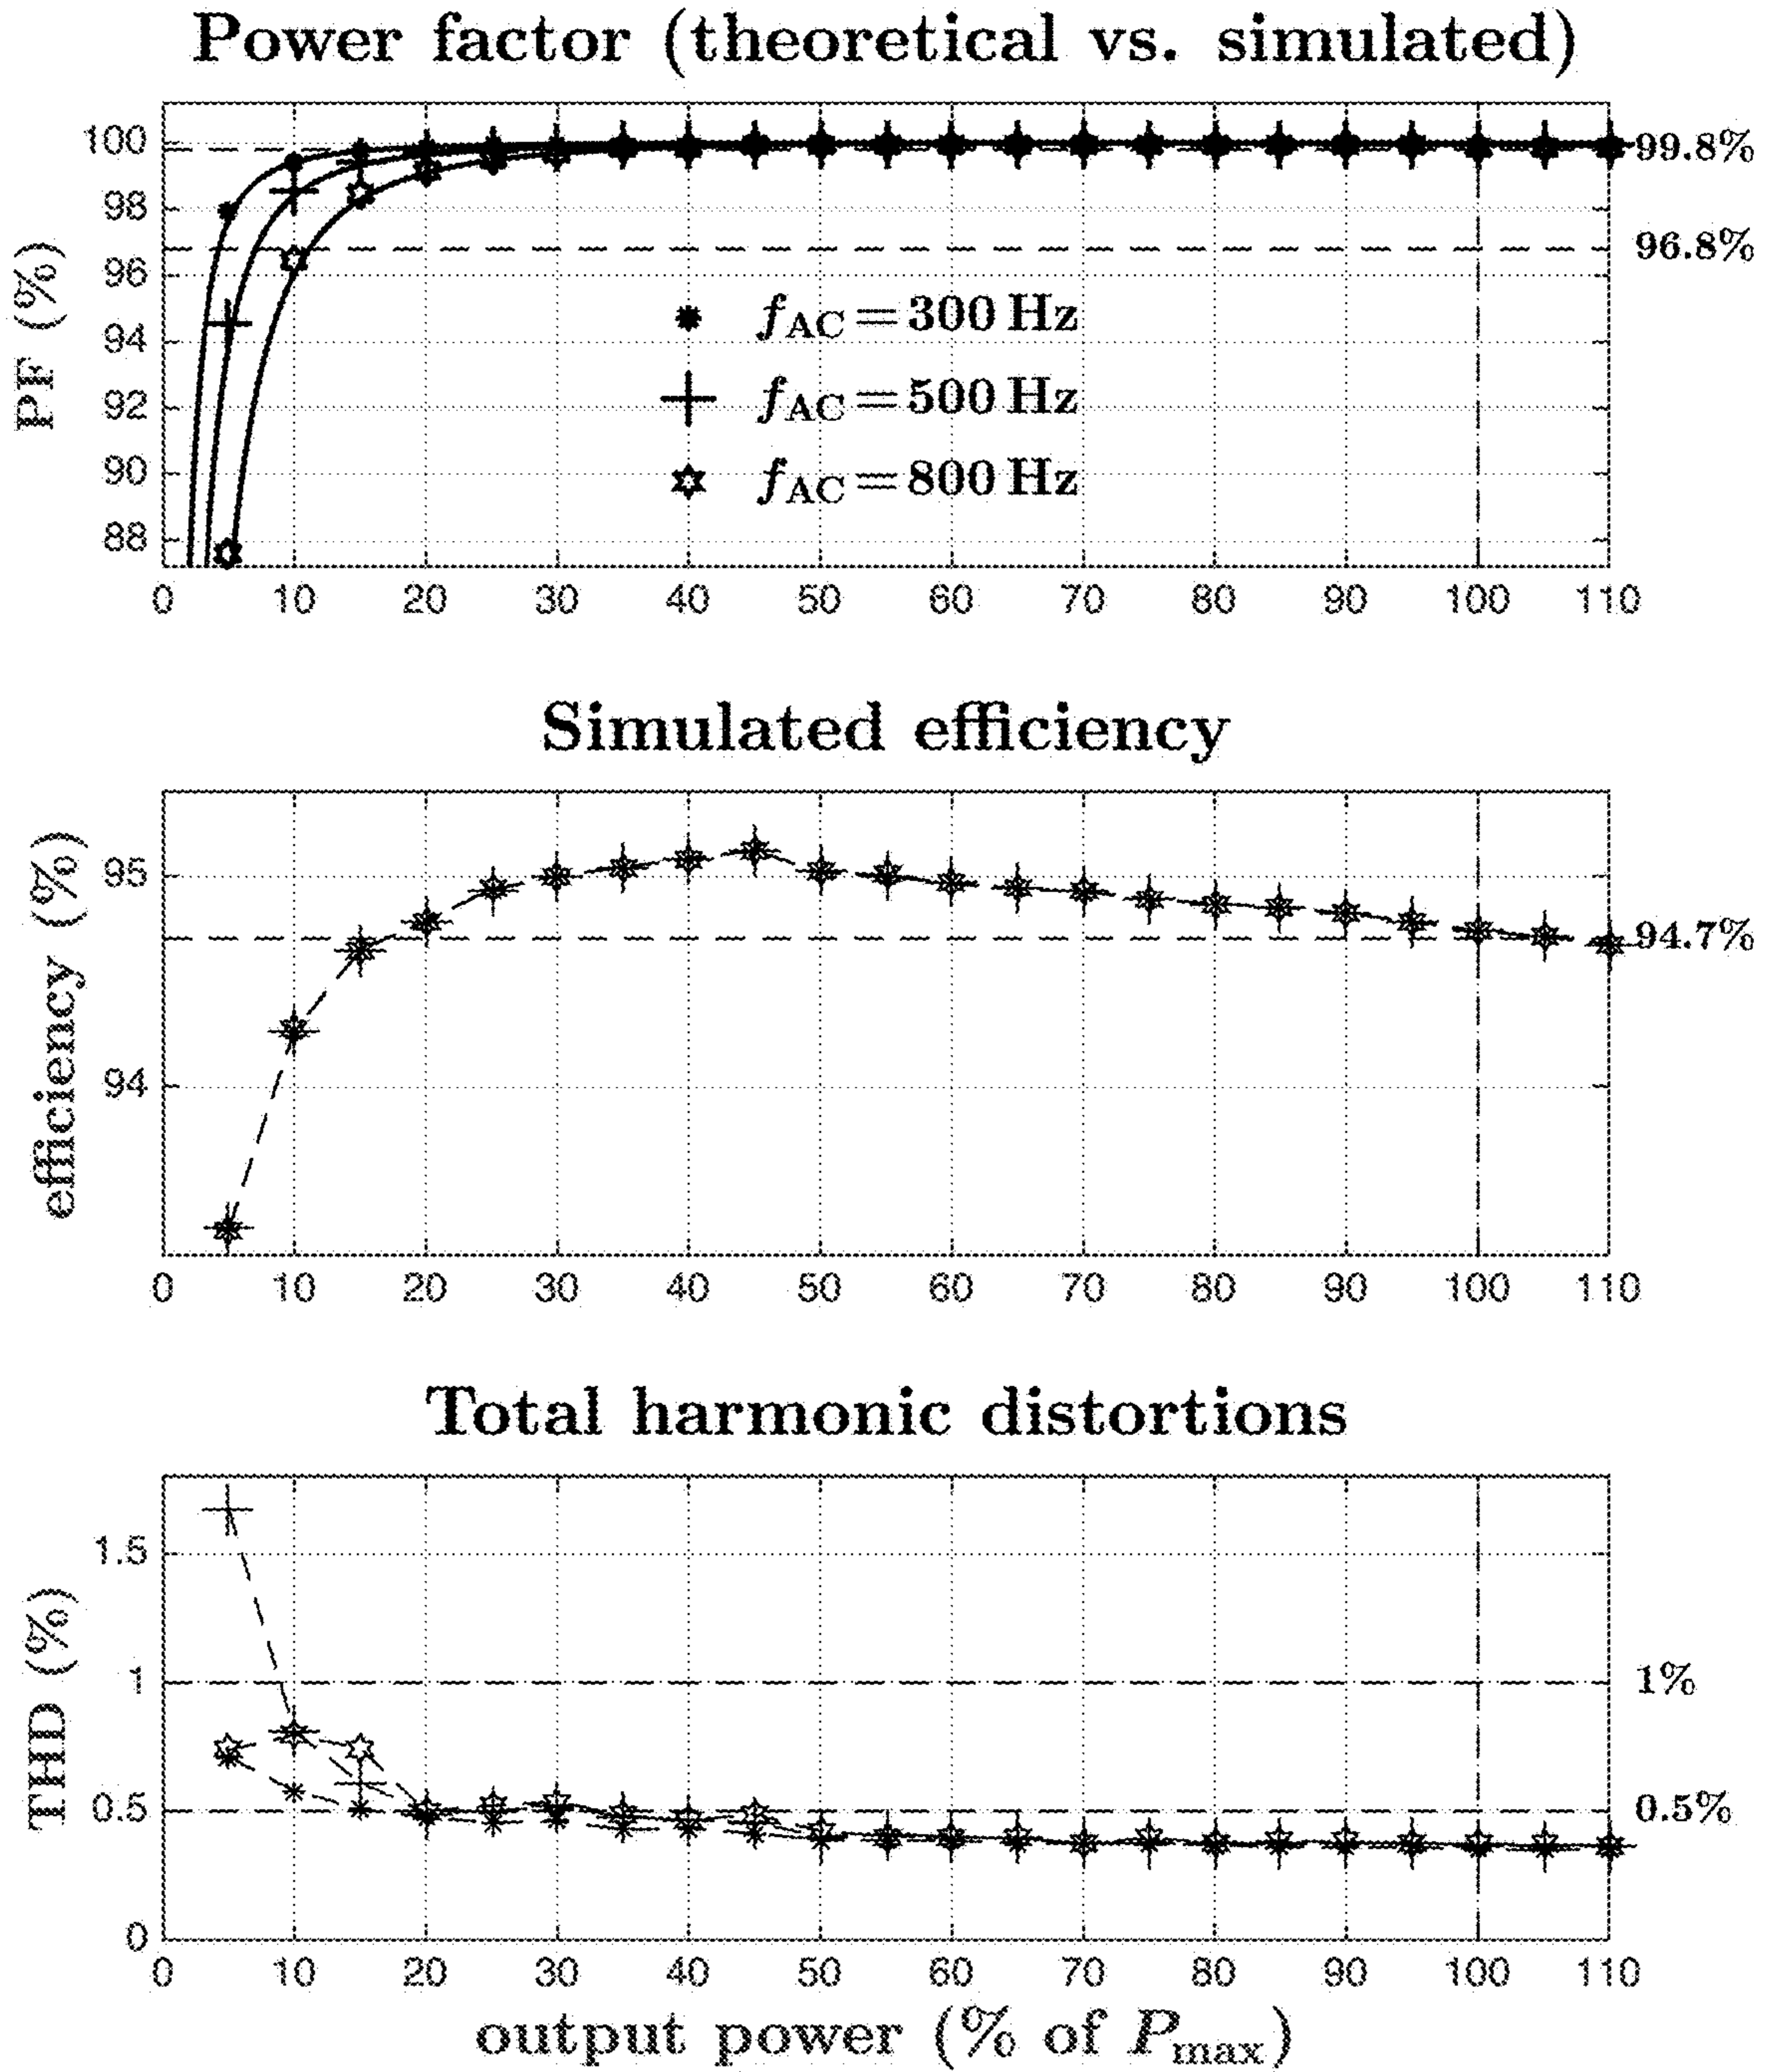 Power factor (theoretical vs. simulated)
PF (%)
100
98
96
94
92
90
88
99.8%
96.8%
f_AC = 300 Hz
f_AC = 500 Hz
f_AC = 800 Hz
0 10 20 30 40 50 60 70 80 90 100 110
Simulated efficiency
efficiency (%)
95
94
94.7%
0 10 20 30 40 50 60 70 80 90 100 110
Total harmonic distortions
THD (%)
1.5
1
0.5
0
1%
0.5%
0 10 20 30 40 50 60 70 80 90 100 110
output power (% of P_max)